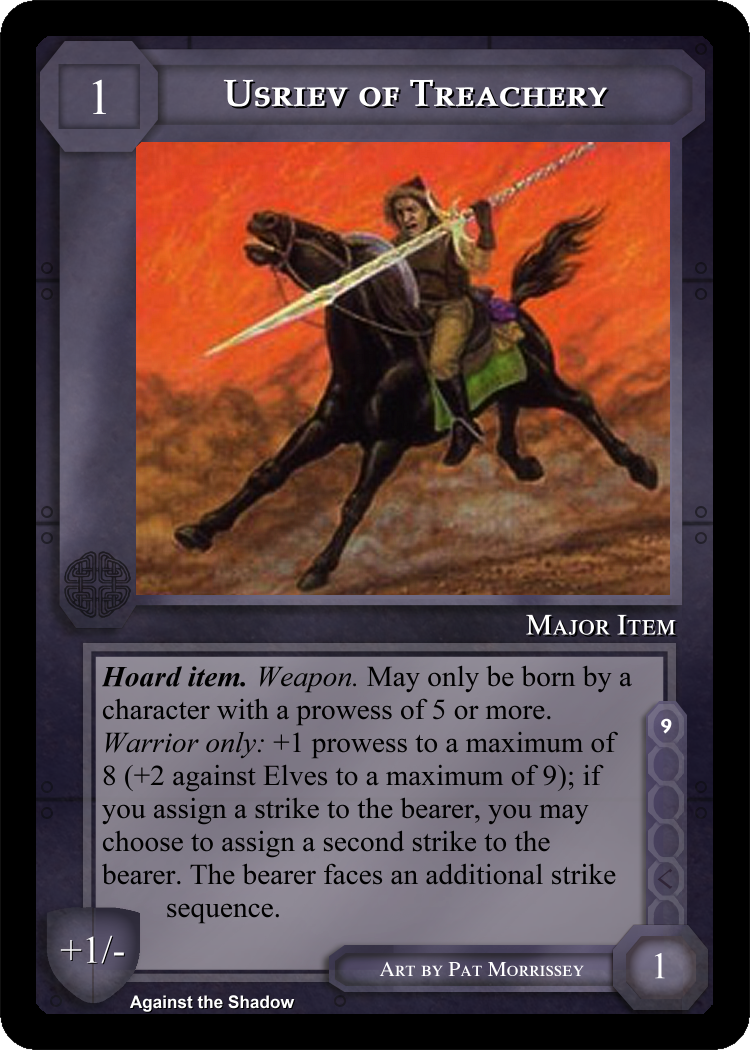 1
Usriev of Treachery
Major Item
Hoard item. Weapon. May only be born by a
character with a prowess of 5 or more.
Warrior only: +1 prowess to a maximum of
8 (+2 against Elves to a maximum of 9); if
you assign a strike to the bearer, you may
choose to assign a second strike to the
bearer. The bearer faces an additional strike
sequence.
9
<
+1/-
Art by Pat Morrissey
1
Against the Shadow